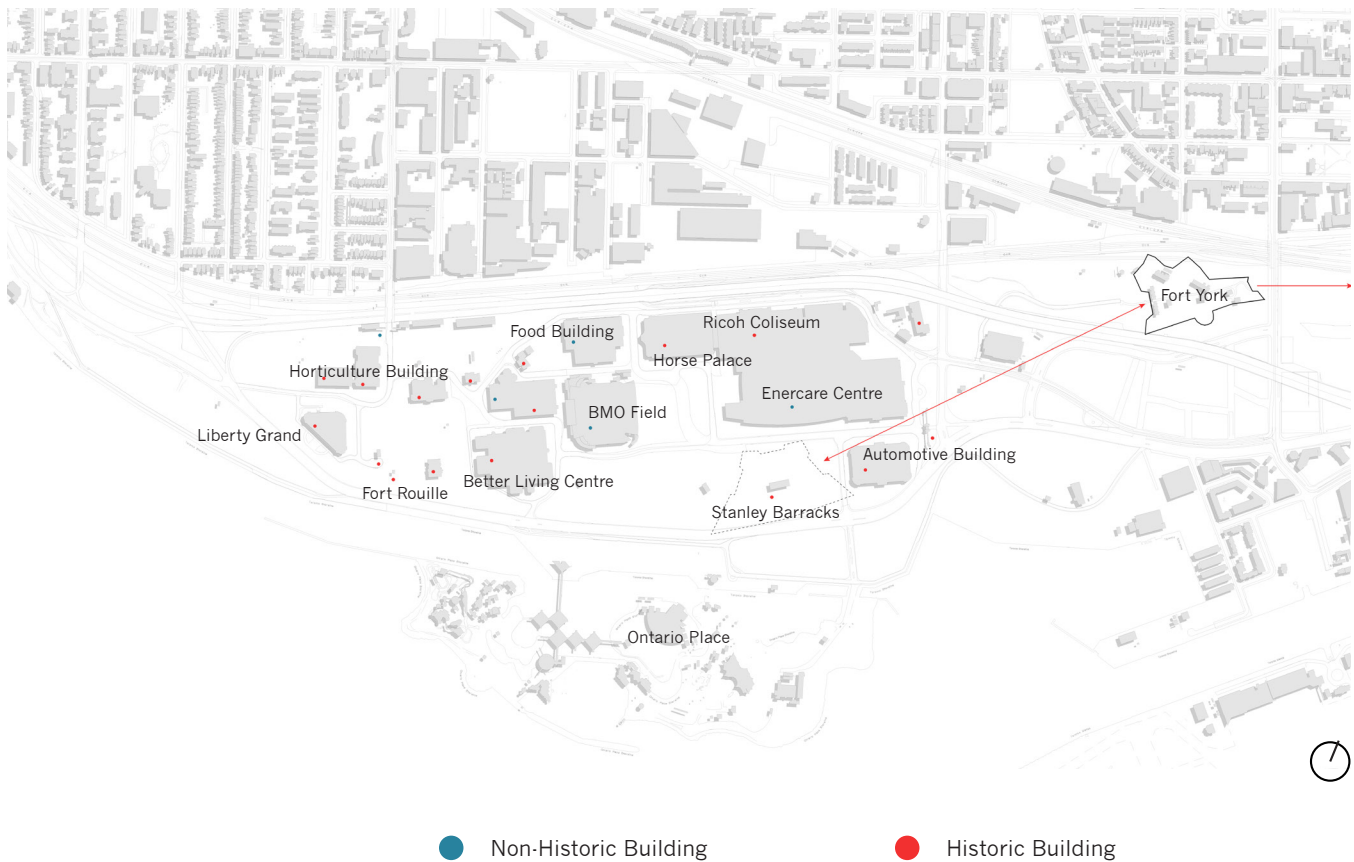 Fort York
Ricoh Coliseum
Food Building
Horse Palace
Horticulture Building
Enercare Centre
BMO Field
Liberty Grand
Automotive Building
Better Living Centre
Fort Rouille
Stanley Barracks
Ontario Place
Non-Historic Building
Historic Building